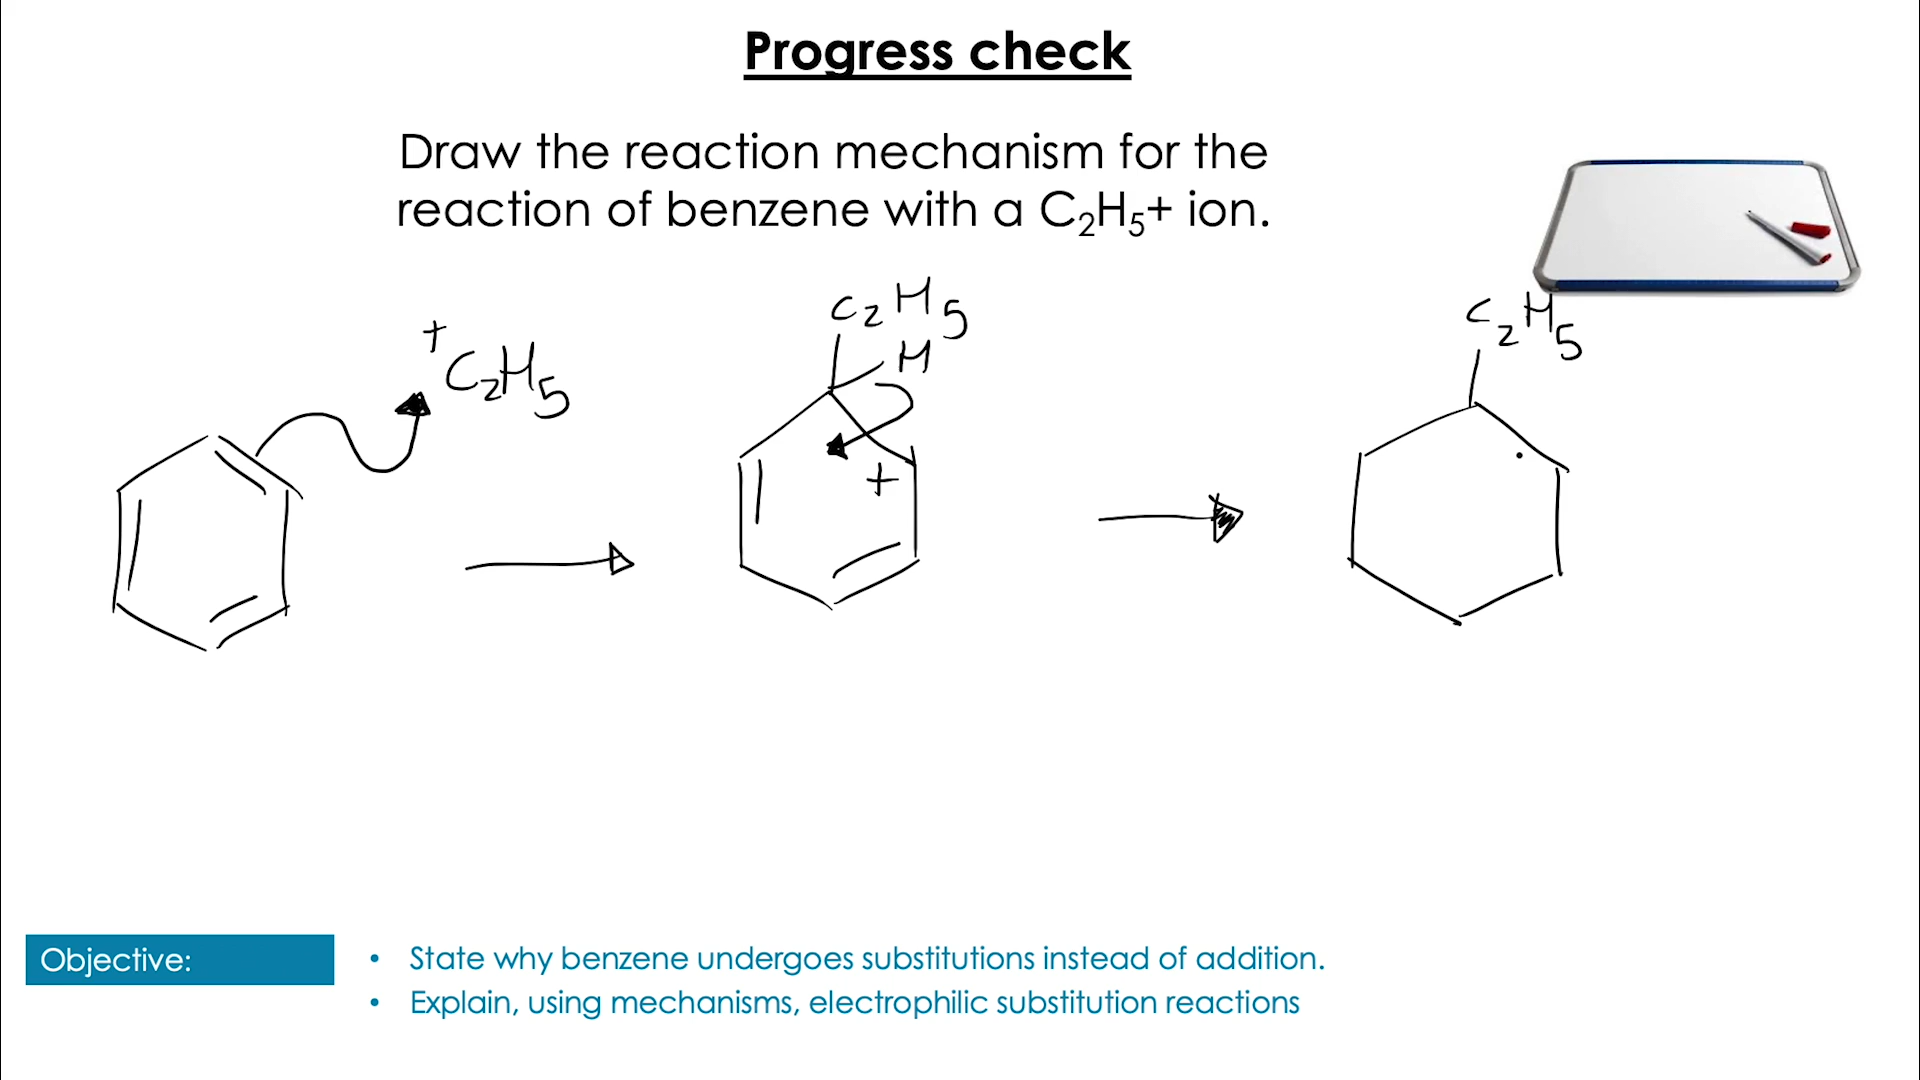 Progress check
Draw the reaction mechanism for the
reaction of benzene with a C₂H₅+ ion.
+C₂H₅
C₂H₅
H
+
C₂H₅
Objective:
• State why benzene undergoes substitutions instead of addition.
• Explain, using mechanisms, electrophilic substitution reactions